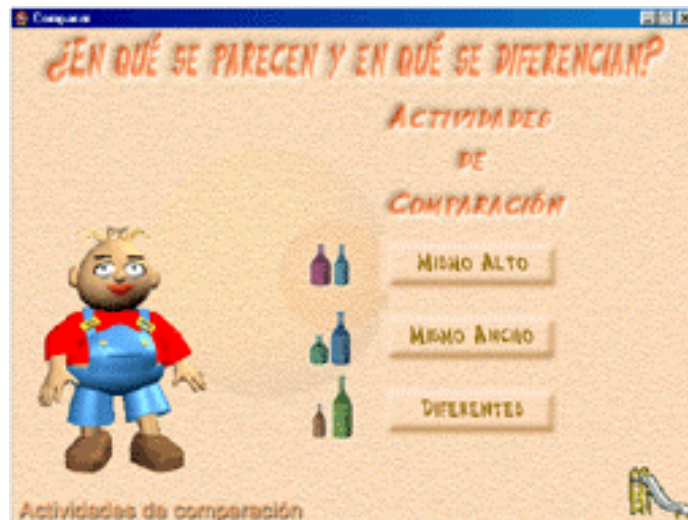 Comparar
¿EN QUÉ SE PARECEN Y EN QUÉ SE DIFERENCIAN?
ACTIVIDADES
DE
COMPARACIÓN
MISMO ALTO
MISMO ANCHO
DIFERENTES
Actividades de comparación